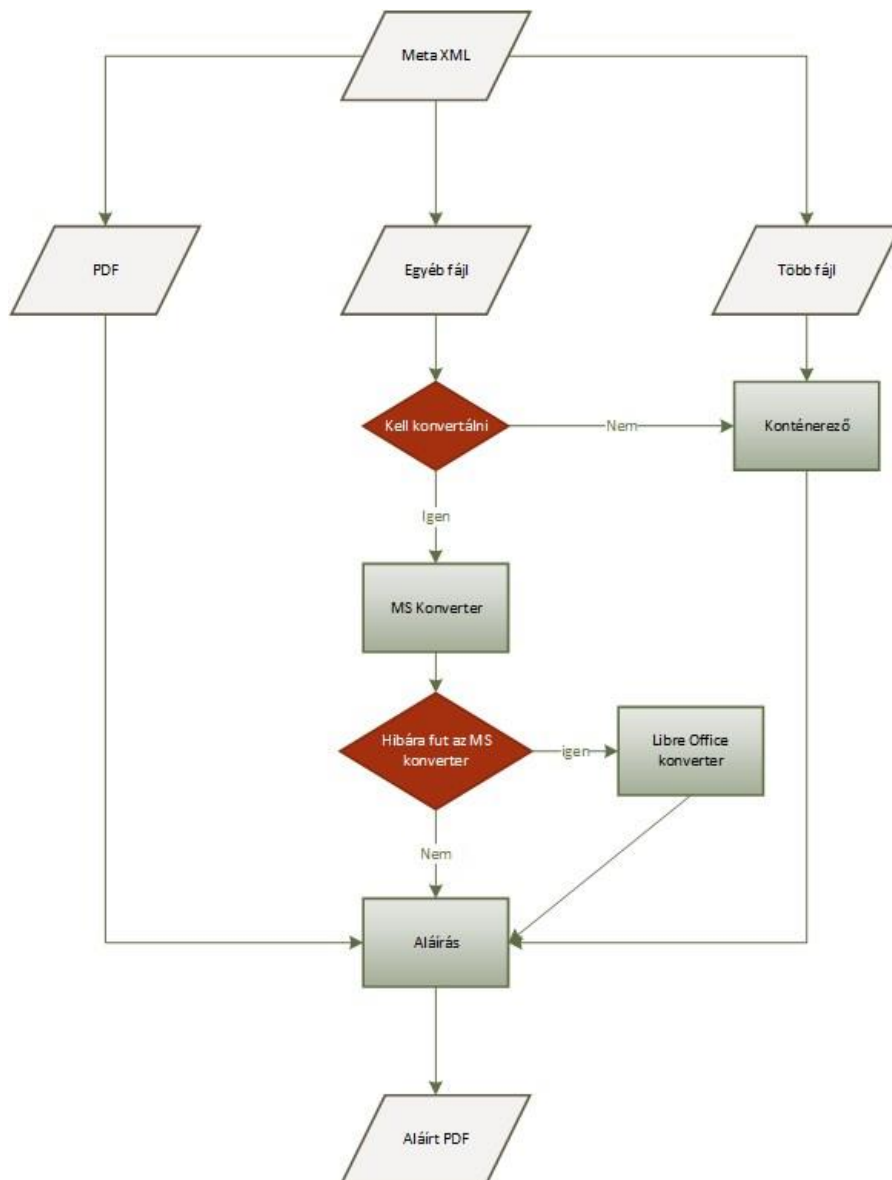 Meta XML
PDF
Egyéb fájl
Több fájl
Kell konvertálni
Nem
Konténerező
Igen
MS Konverter
Hibára fut az MS
konverter
igen
Libre Office
konverter
Nem
Aláírás
Aláírt PDF